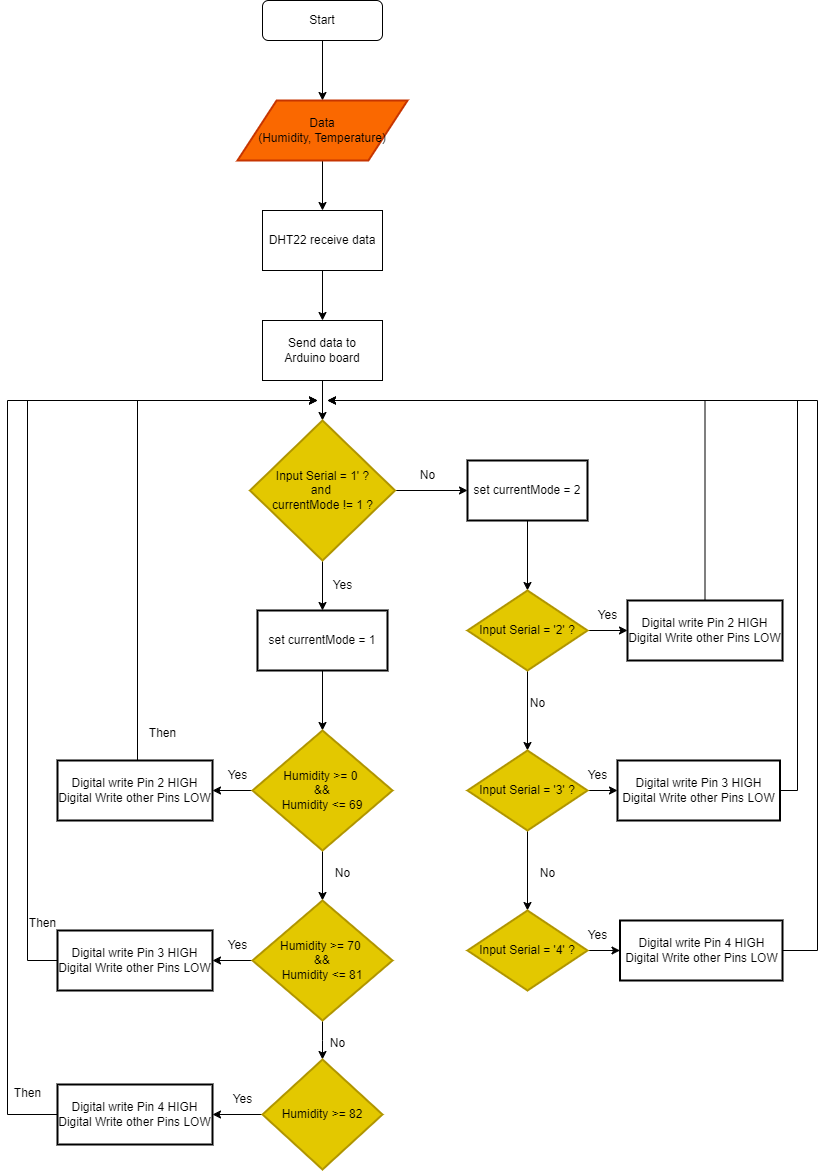 Start
Data
(Humidity, Temperature)
DHT22 receive data
Send data to
Arduino board
Input Serial = 1' ?
and
currentMode != 1 ?
No
set currentMode = 2
Yes
set currentMode = 1
Input Serial = '2' ?
Yes
Digital write Pin 2 HIGH
Digital Write other Pins LOW
No
Then
Humidity >= 0
&&
Humidity <= 69
Yes
Digital write Pin 2 HIGH
Digital Write other Pins LOW
Input Serial = '3' ?
Yes
Digital write Pin 3 HIGH
Digital Write other Pins LOW
No
No
Then
Humidity >= 70
&&
Humidity <= 81
Yes
Digital write Pin 3 HIGH
Digital Write other Pins LOW
Input Serial = '4' ?
Yes
Digital write Pin 4 HIGH
Digital Write other Pins LOW
No
Then
Humidity >= 82
Yes
Digital write Pin 4 HIGH
Digital Write other Pins LOW